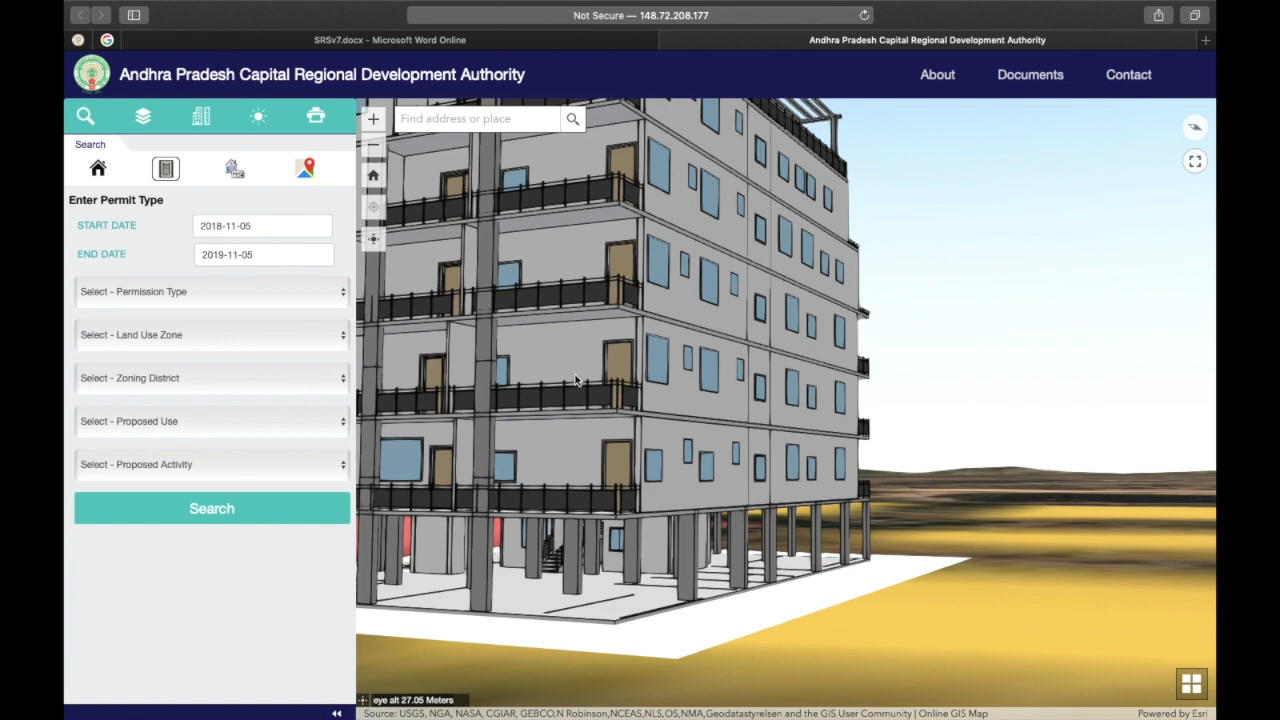 Not Secure — 148.72.208.177
SRSv7.docx - Microsoft Word Online
Andhra Pradesh Capital Regional Development Authority
Andhra Pradesh Capital Regional Development Authority
About
Documents
Contact
Search
Find address or place
Enter Permit Type
START DATE
2018-11-05
END DATE
2019-11-05
Select - Permission Type
Select - Land Use Zone
Select - Zoning District
Select - Proposed Use
Select - Proposed Activity
Search
eye alt 27.05 Meters
Source: USGS, NGA, NASA, CGIAR, GEBCO,N Robinson,NCEAS,NLS,OS,NMA,Geodatastyrelsen and the GIS User Community | Online GIS Map
Powered by Esri